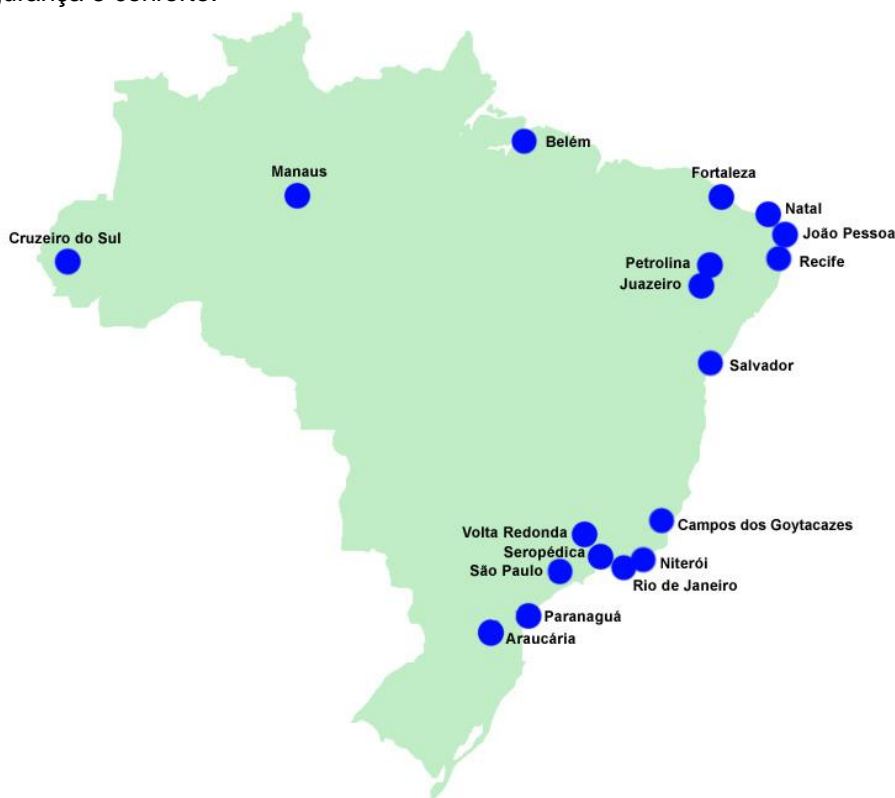 Belém
Manaus
Fortaleza
Natal
João Pessoa
Cruzeiro do Sul
Recife
Petrolina
Juazeiro
Salvador
Campos dos Goytacazes
Volta Redonda
Seropédica
Niterói
São Paulo
Rio de Janeiro
Paranaguá
Araucária